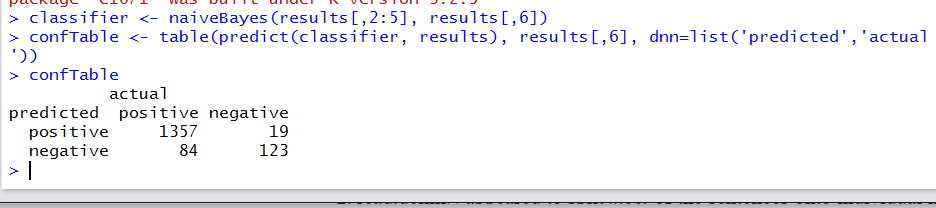 package 'e1071' was built under R version 3.2.5
> classifier <- naiveBayes(results[,2:5], results[,6])
> confTable <- table(predict(classifier, results), results[,6], dnn=list('predicted','actual
'))
> confTable
actual
predicted positive negative
positive 1357 19
negative 84 123
>